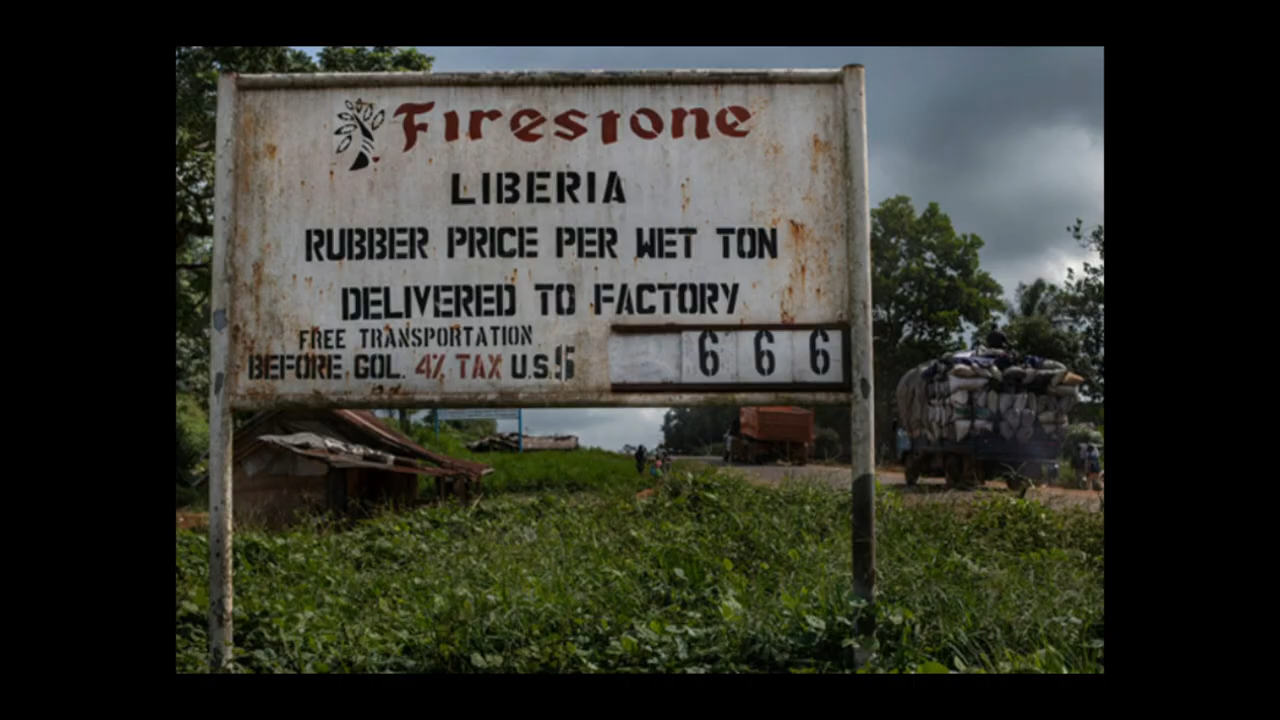 Firestone
LIBERIA
RUBBER PRICE PER WET TON
DELIVERED TO FACTORY
FREE TRANSPORTATION
BEFORE GOL. 4% TAX U.S.$ 666